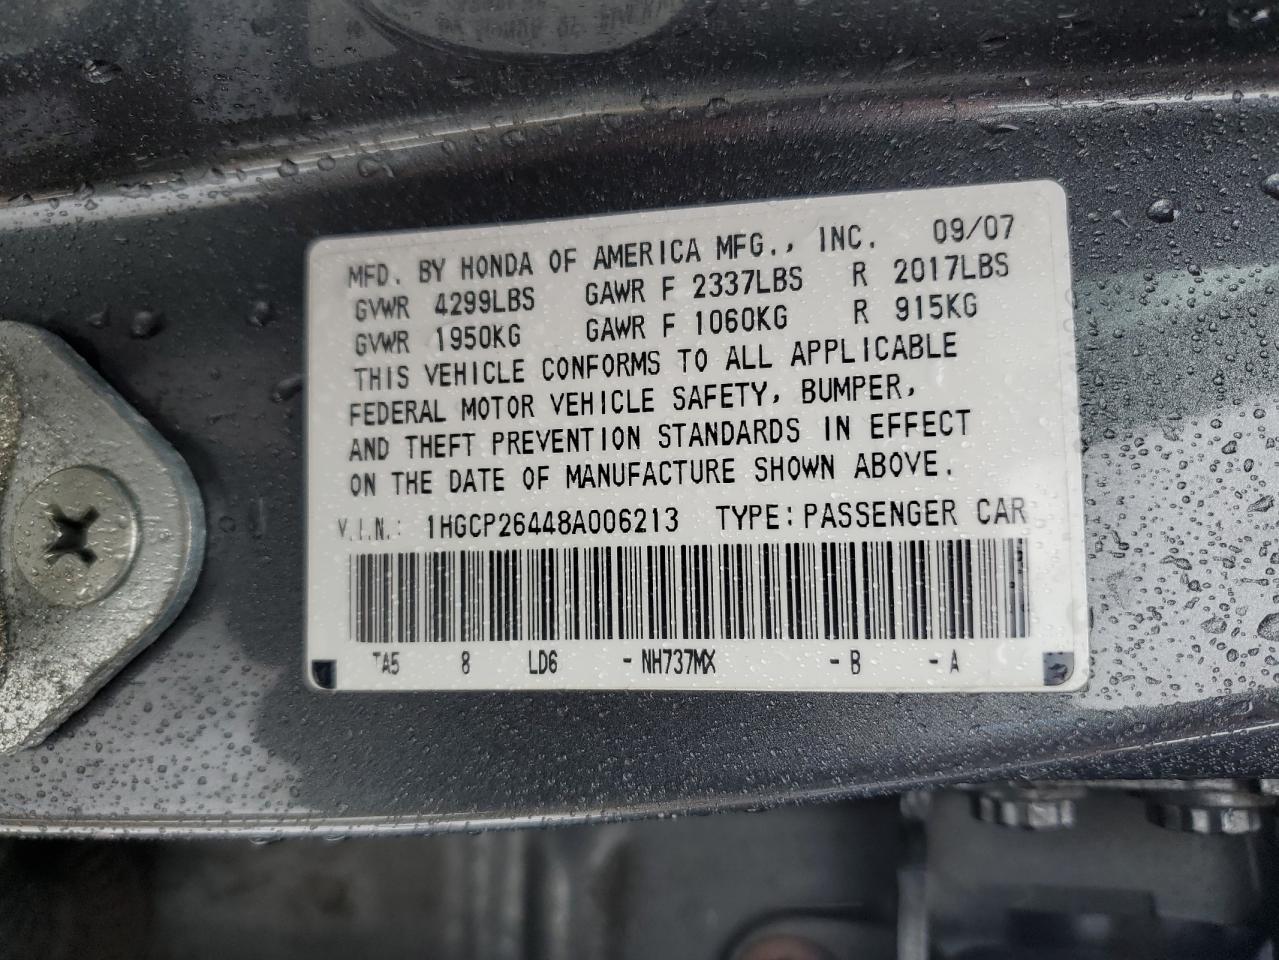 MFD. BY HONDA OF AMERICA MFG., INC. 09/07
GVWR 4299LBS GAWR F 2337LBS R 2017LBS
GVWR 1950KG GAWR F 1060KG R 915KG
THIS VEHICLE CONFORMS TO ALL APPLICABLE
FEDERAL MOTOR VEHICLE SAFETY, BUMPER,
AND THEFT PREVENTION STANDARDS IN EFFECT
ON THE DATE OF MANUFACTURE SHOWN ABOVE.
V.I.N.: 1HGCP26448A006213 TYPE: PASSENGER CAR
TA5 8 LD6 - NH737MX - B - A